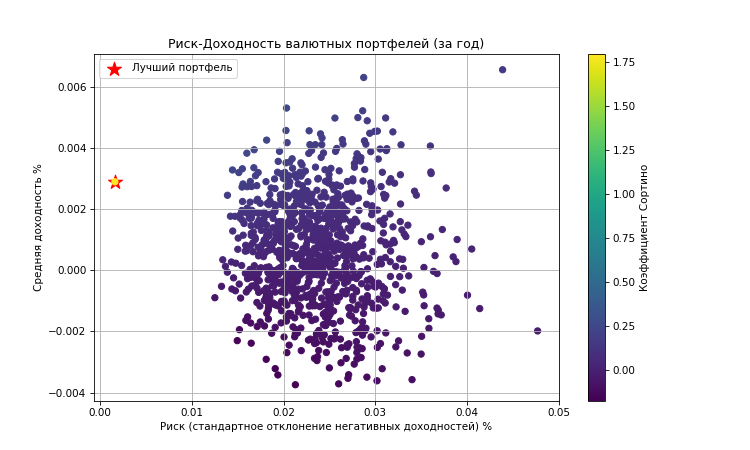 Риск-Доходность валютных портфелей (за год)
Лучший портфель
0.006
0.004
0.002
0.000
−0.002
−0.004
Средняя доходность %
0.00 0.01 0.02 0.03 0.04 0.05
Риск (стандартное отклонение негативных доходностей) %
1.75
1.50
1.25
1.00
0.75
0.50
0.25
0.00
Коэффициент Сортино